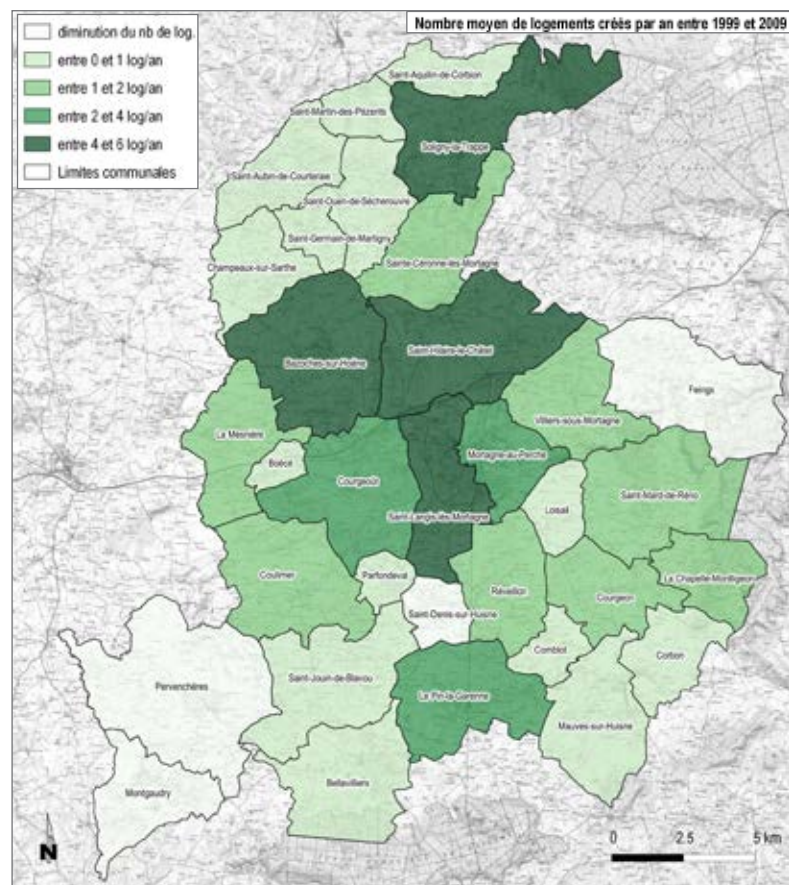 Nombre moyen de logements créés par an entre 1999 et 2009
diminution du nb de log.
entre 0 et 1 log/an
entre 1 et 2 log/an
entre 2 et 4 log/an
entre 4 et 6 log/an
Limites communales
Saint-Aquilin-de-Corbion
Saint-Martin-des-Pézerits
Soligny-la-Trappe
Saint-Aubin-de-Courteraie
Saint-Ouen-de-Sécherouvre
Saint-Germain-de-Martigny
Champeaux-sur-Sarthe
Sainte-Céronne-lès-Mortagne
Bazoches-sur-Hoëne
Saint-Hilaire-le-Châtel
Feings
La Mesnière
Villiers-sous-Mortagne
Boëcé
Courgeoût
Mortagne-au-Perche
Saint-Langis-lès-Mortagne
Loisail
Saint-Mard-de-Réno
Coulimer
Parfondeval
Réveillon
Courgeon
La Chapelle-Montligeon
Saint-Denis-sur-Huisne
Comblot
Corbon
Pervenchères
Saint-Jouin-de-Blavou
Le Pin-la-Garenne
Mauves-sur-Huisne
Montgaudry
Bellavilliers
N
0 2.5 5 km